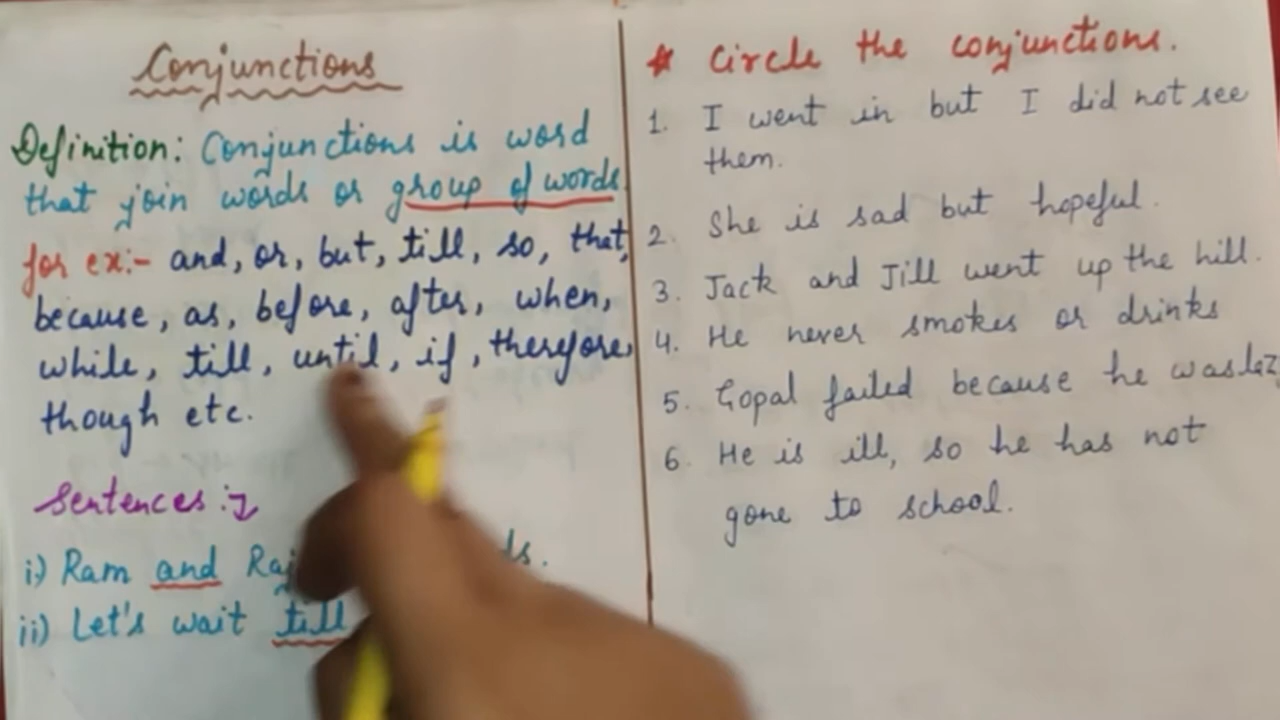 Conjunctions
Definition: Conjunctions is word
that join words or group of words
for ex:- and, or, but, till, so, that,
because, as, before, after, when,
while, till, until, if, therefore,
though etc.
Sentences :-
i) Ram and
ii) Let's wait till
* Circle the conjunctions.
1. I went in but I did not see
them.
2. She is sad but hopeful.
3. Jack and Jill went up the hill.
4. He never smokes or drinks
5. Gopal failed because he was
6. He is ill, so he has not
gone to school.